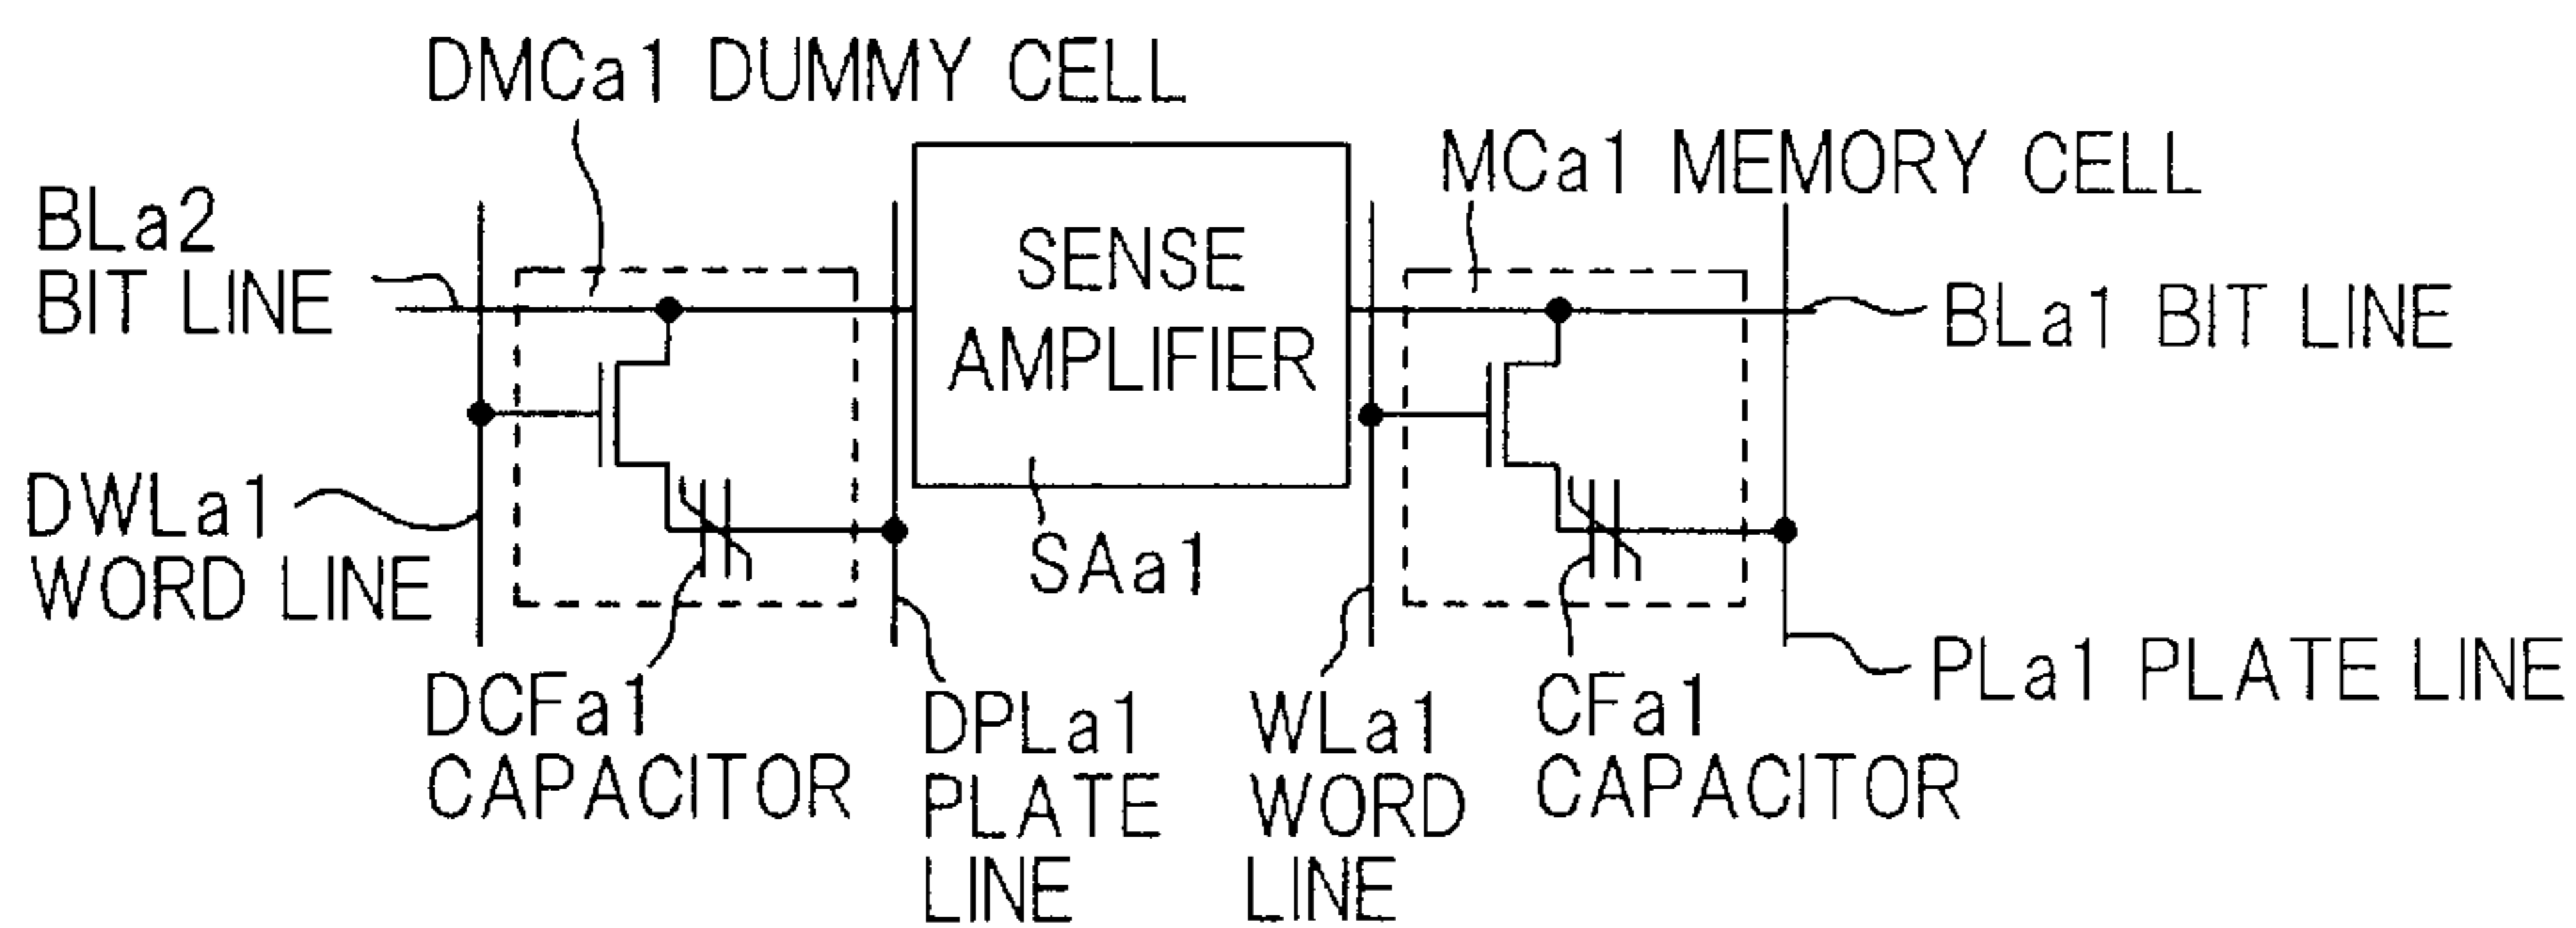 DMCa1 DUMMY CELL
MCa1 MEMORY CELL
BLa2
BIT LINE
SENSE
AMPLIFIER
BLa1 BIT LINE
DWLa1
WORD LINE
SAa1
DCFa1
CAPACITOR
DPLa1
PLATE
LINE
WLa1
WORD
LINE
CFa1
CAPACITOR
PLa1 PLATE LINE